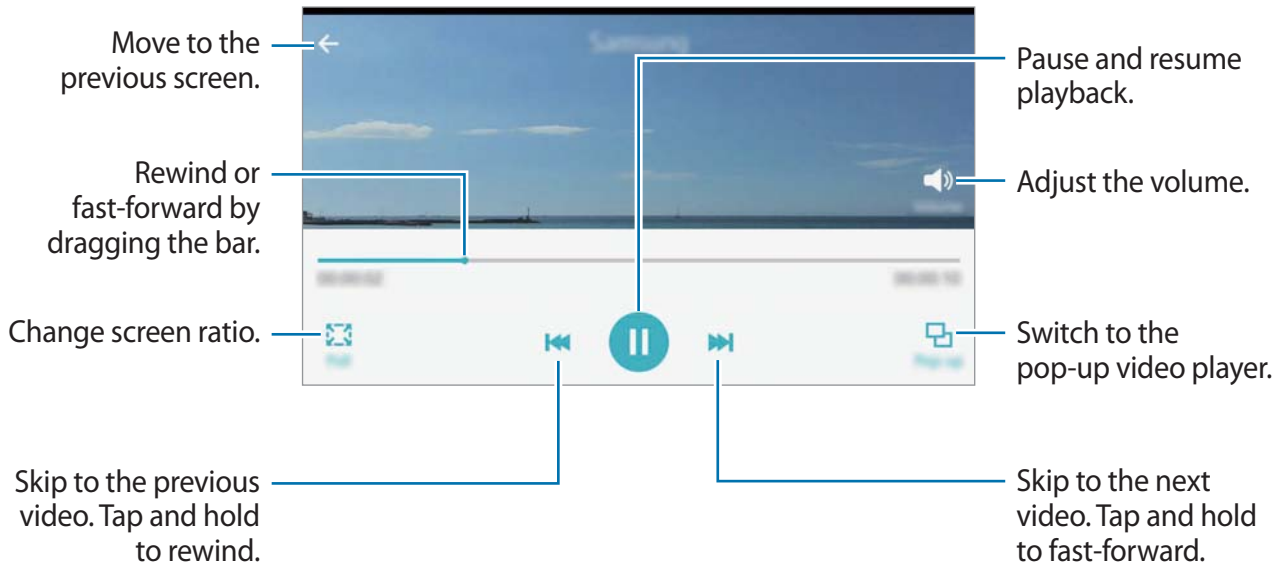 Move to the
previous screen.
Rewind or
fast-forward by
dragging the bar.
Change screen ratio.
Skip to the previous
video. Tap and hold
to rewind.
Samsung
Pause and resume
playback.
Adjust the volume.
Switch to the
pop-up video player.
Skip to the next
video. Tap and hold
to fast-forward.